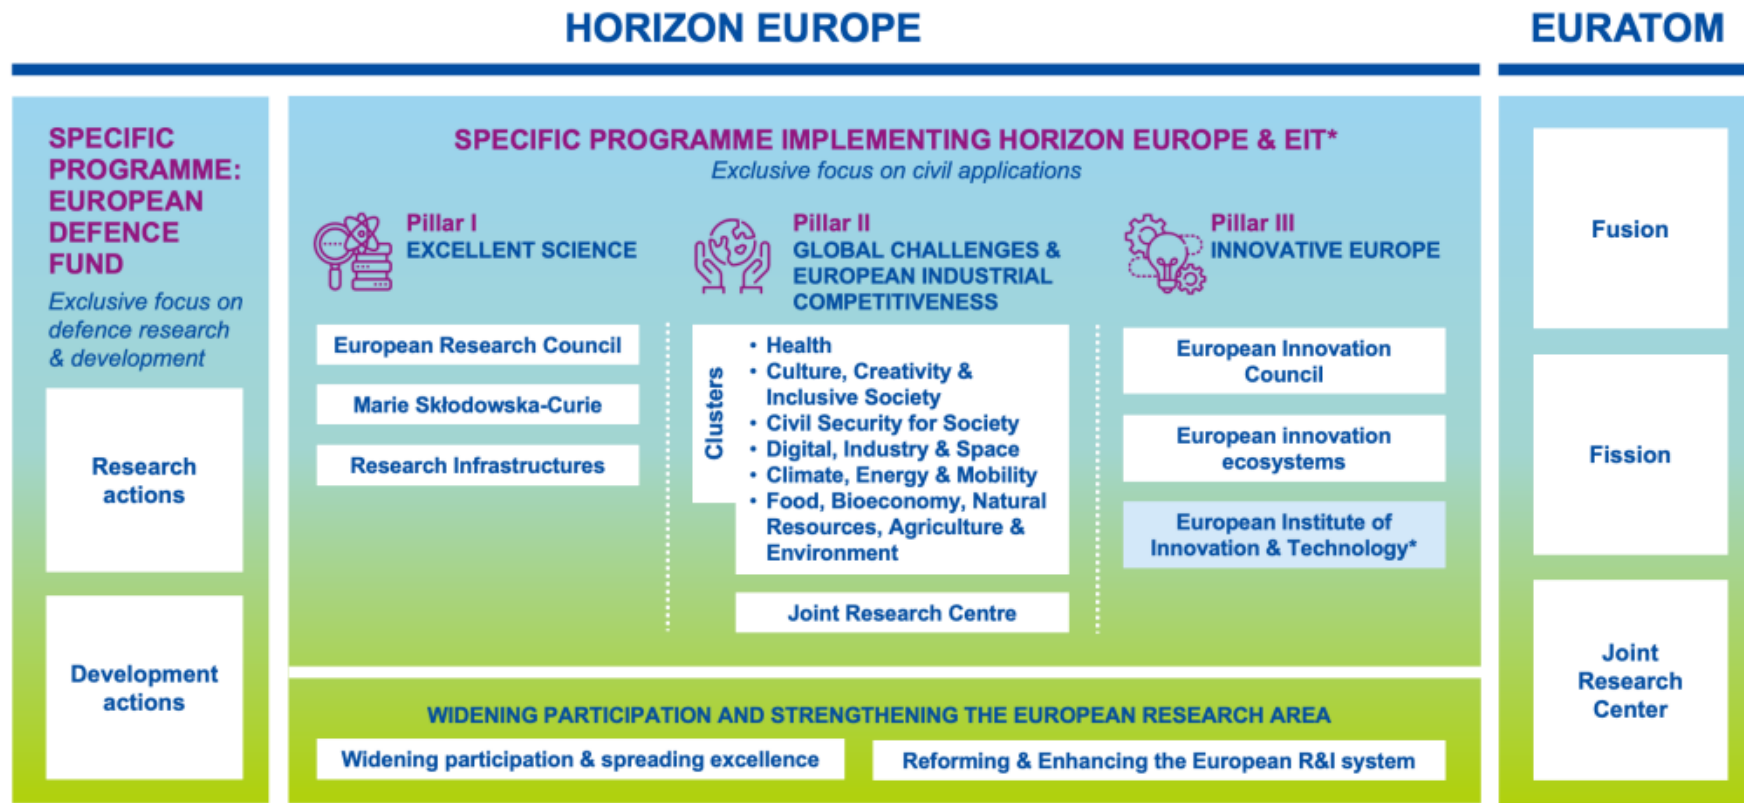 HORIZON EUROPE
EURATOM
SPECIFIC
PROGRAMME:
EUROPEAN
DEFENCE
FUND
Exclusive focus on
defence research
& development
Research
actions
Development
actions
SPECIFIC PROGRAMME IMPLEMENTING HORIZON EUROPE & EIT*
Exclusive focus on civil applications
Pillar I
EXCELLENT SCIENCE
European Research Council
Marie Skłodowska-Curie
Research Infrastructures
Pillar II
GLOBAL CHALLENGES &
EUROPEAN INDUSTRIAL
COMPETITIVENESS
Clusters
• Health
• Culture, Creativity &
Inclusive Society
• Civil Security for Society
• Digital, Industry & Space
• Climate, Energy & Mobility
• Food, Bioeconomy, Natural
Resources, Agriculture &
Environment
Joint Research Centre
Pillar III
INNOVATIVE EUROPE
European Innovation
Council
European innovation
ecosystems
European Institute of
Innovation & Technology*
WIDENING PARTICIPATION AND STRENGTHENING THE EUROPEAN RESEARCH AREA
Widening participation & spreading excellence
Reforming & Enhancing the European R&I system
Fusion
Fission
Joint
Research
Center